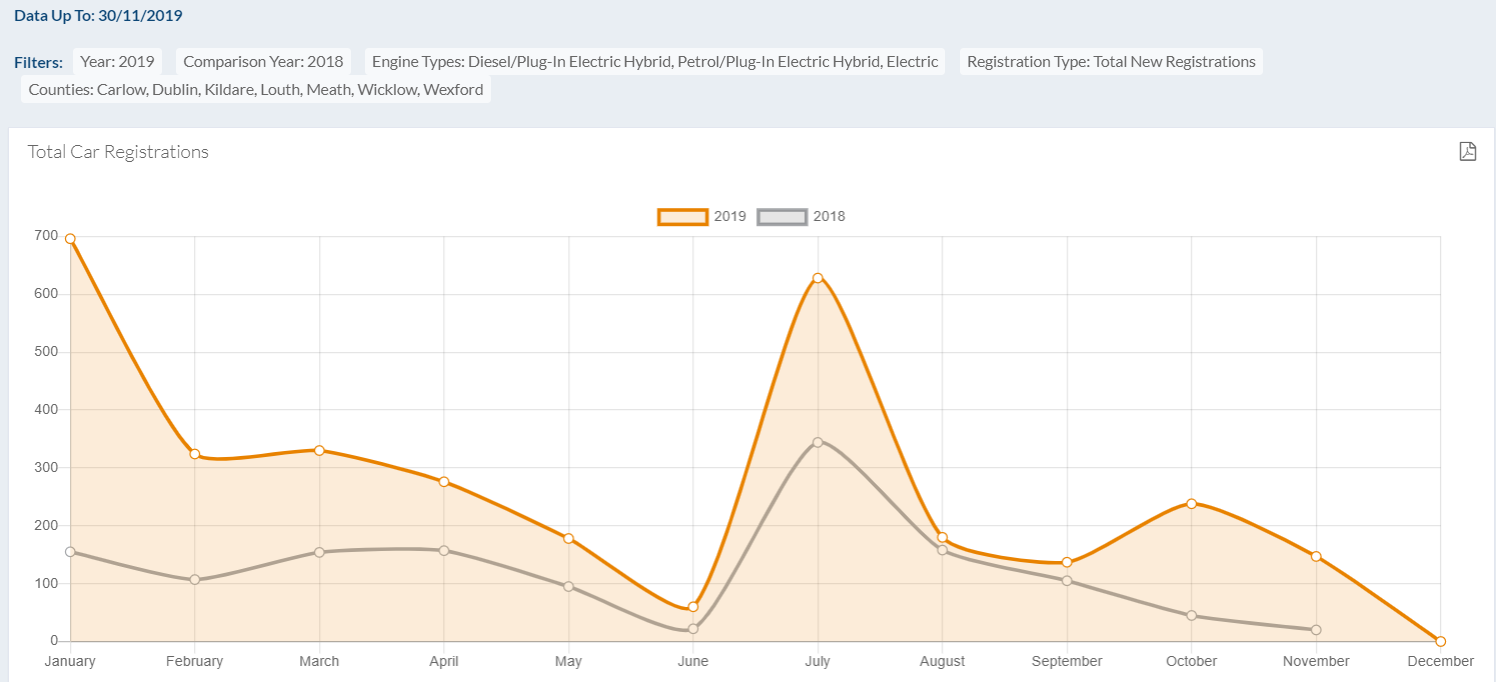 Data Up To: 30/11/2019
Filters: Year: 2019 Comparison Year: 2018 Engine Types: Diesel/Plug-In Electric Hybrid, Petrol/Plug-In Electric Hybrid, Electric Registration Type: Total New Registrations
Counties: Carlow, Dublin, Kildare, Louth, Meath, Wicklow, Wexford
Total Car Registrations
2019 2018
700
600
500
400
300
200
100
0
January February March April May June July August September October November December